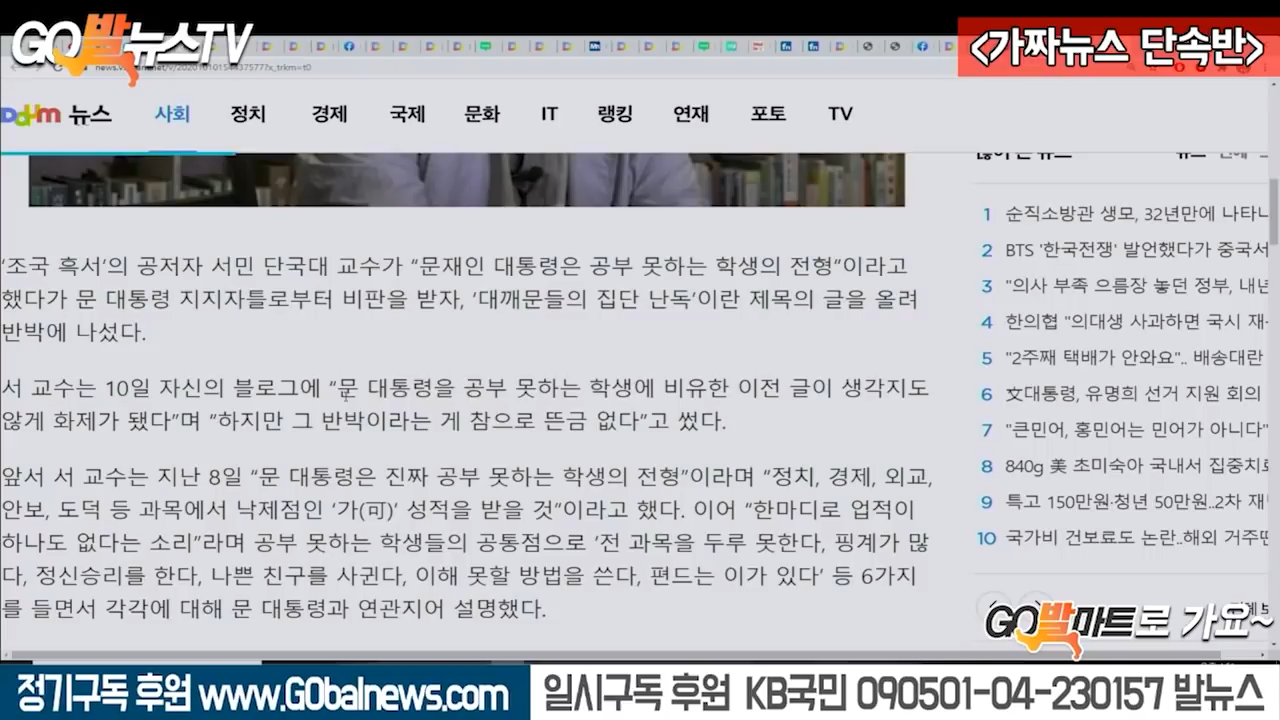 GO발뉴스TV
<가짜뉴스 단속반>
Daum 뉴스 사회 정치 경제 국제 문화 IT 랭킹 연재 포토 TV
‘조국 흑서’의 공저자 서민 단국대 교수가 “문재인 대통령은 공부 못하는 학생의 전형”이라고
했다가 문 대통령 지지자들로부터 비판을 받자, ‘대깨문들의 집단 난독’이란 제목의 글을 올려
반박에 나섰다.
서 교수는 10일 자신의 블로그에 “문 대통령을 공부 못하는 학생에 비유한 이전 글이 생각지도
않게 화제가 됐다”며 “하지만 그 반박이라는 게 참으로 뜬금 없다”고 썼다.
앞서 서 교수는 지난 8일 “문 대통령은 진짜 공부 못하는 학생의 전형”이라며 “정치, 경제, 외교,
안보, 도덕 등 과목에서 낙제점인 ‘가(可)’ 성적을 받을 것”이라고 했다. 이어 “한마디로 업적이
하나도 없다는 소리”라며 공부 못하는 학생들의 공통점으로 ‘전 과목을 두루 못한다, 핑계가 많
다, 정신승리를 한다, 나쁜 친구를 사귄다, 이해 못할 방법을 쓴다, 편드는 이가 있다’ 등 6가지
를 들면서 각각에 대해 문 대통령과 연관지어 설명했다.
1 순직소방관 생모, 32년만에 나타나
2 BTS '한국전쟁' 발언했다가 중국서
3 "의사 부족 으름장 놓던 정부, 내년
4 한의협 "의대생 사과하면 국시 재
5 "2주째 택배가 안와요".. 배송대란
6 文대통령, 유명희 선거 지원 회의
7 "큰민어, 홍민어는 민어가 아니다"
8 840g 美 초미숙아 국내서 집중치료
9 특고 150만원·청년 50만원..2차 재
10 국가비 건보료도 논란..해외 거주
GO발마트로 가요~
정기구독 후원 www.GObalnews.com 일시구독 후원 KB국민 090501-04-230157 발뉴스